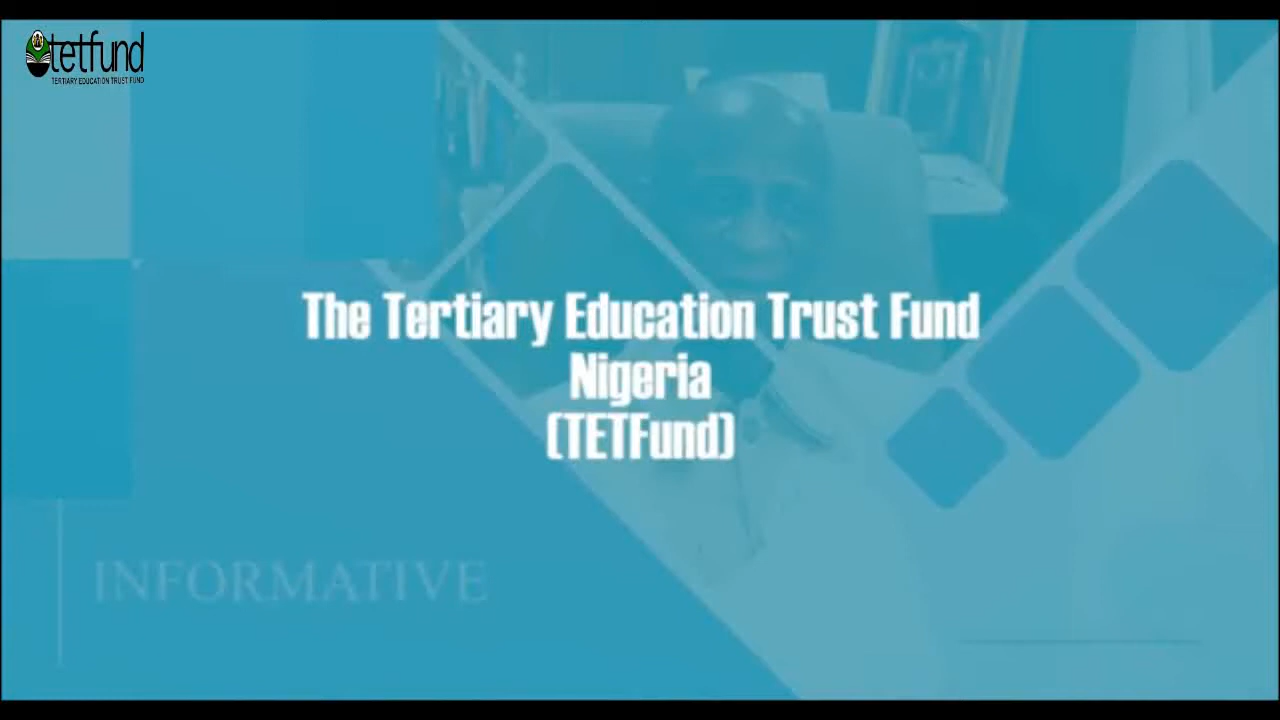 tetfund
TERTIARY EDUCATION TRUST FUND
The Tertiary Education Trust Fund
Nigeria
(TETFund)
INFORMATIVE